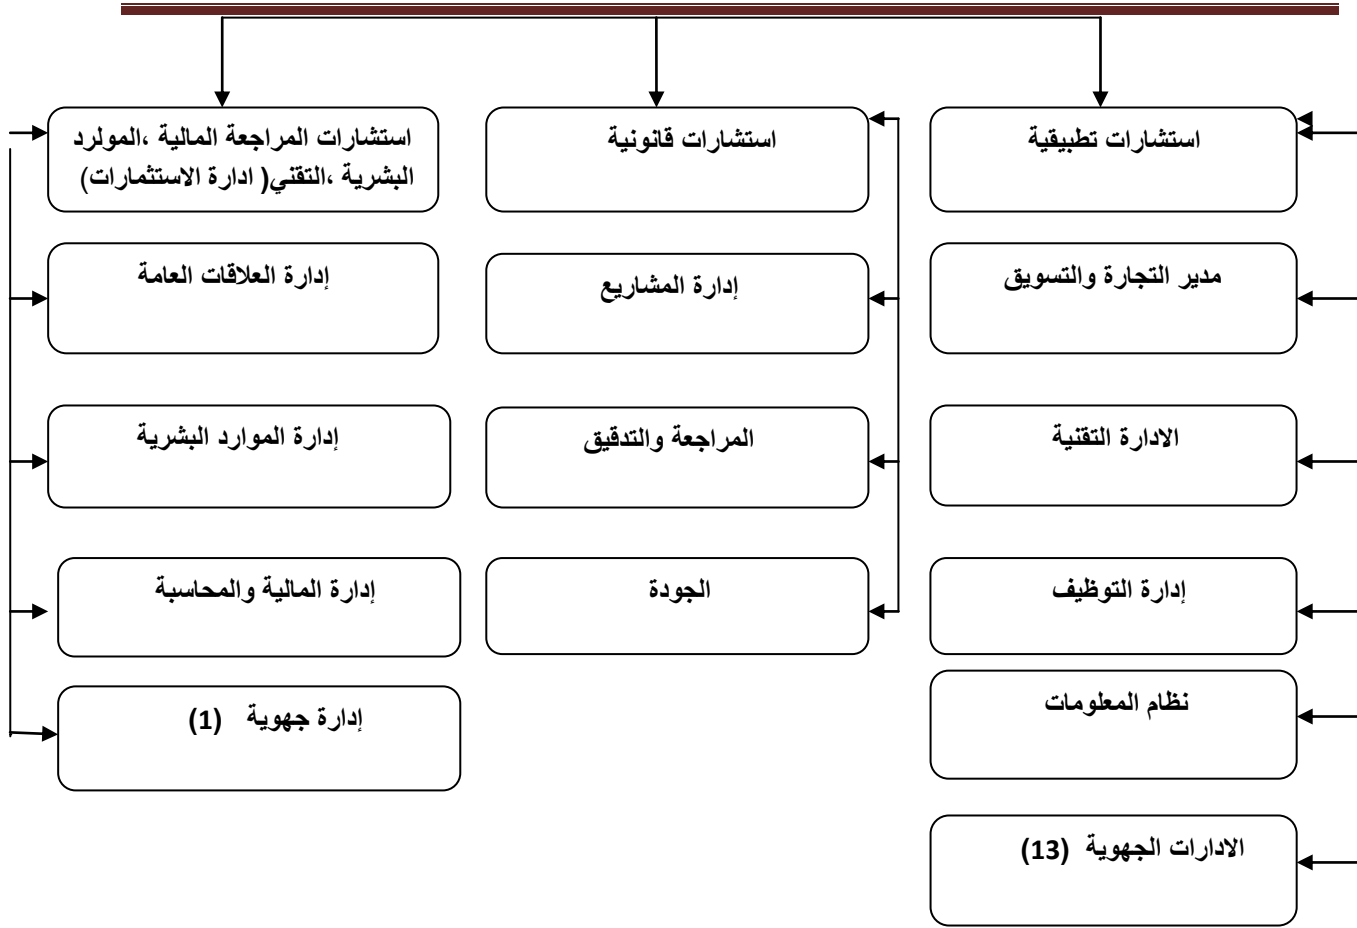 استشارات تطبيقية
استشارات قانونية
استشارات المراجعة المالية ،المولرد
البشرية ،التقني( ادارة الاستثمارات)
مدير التجارة والتسويق
إدارة المشاريع
إدارة العلاقات العامة
الادارة التقنية
المراجعة والتدقيق
إدارة الموارد البشرية
إدارة التوظيف
الجودة
إدارة المالية والمحاسبة
نظام المعلومات
إدارة جهوية (1)
الادارات الجهوية (13)